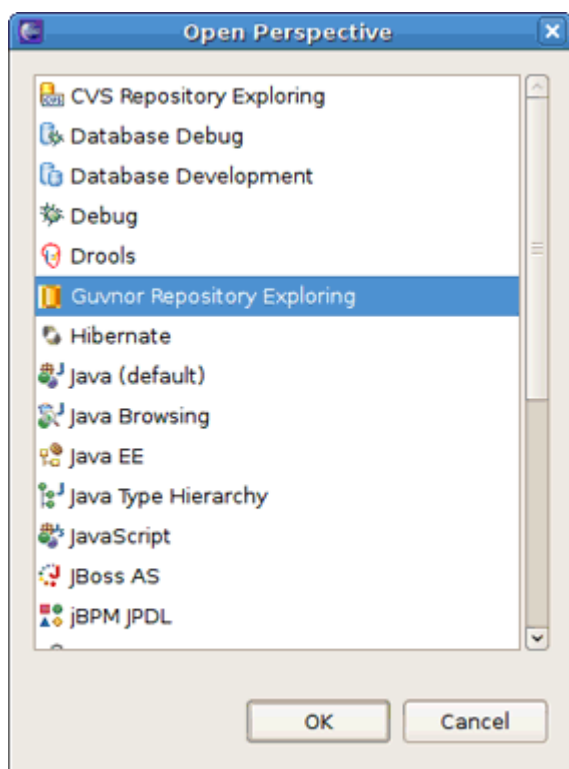 Open Perspective
CVS Repository Exploring
Database Debug
Database Development
Debug
Drools
Guvnor Repository Exploring
Hibernate
Java (default)
Java Browsing
Java EE
Java Type Hierarchy
JavaScript
JBoss AS
jBPM JPDL
OK
Cancel